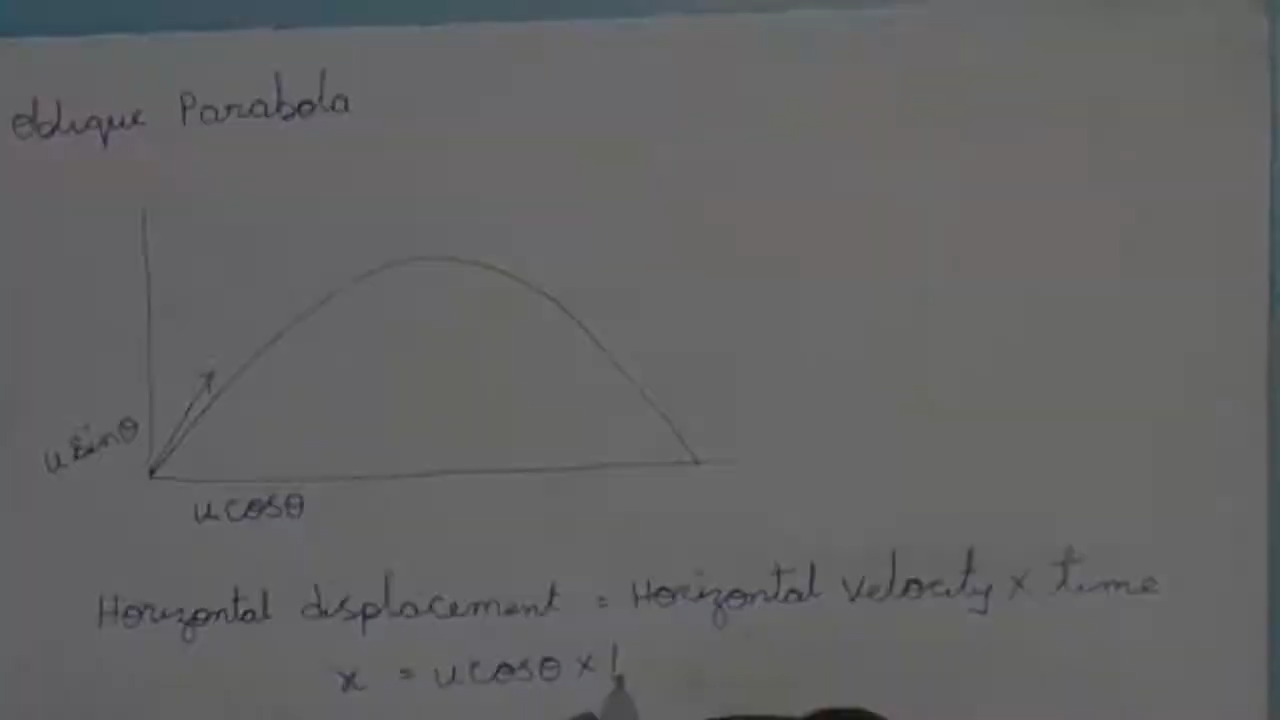 Oblique Parabola
u sinθ
u cosθ
Horizontal displacement = Horizontal velocity × time
x = u cosθ ×